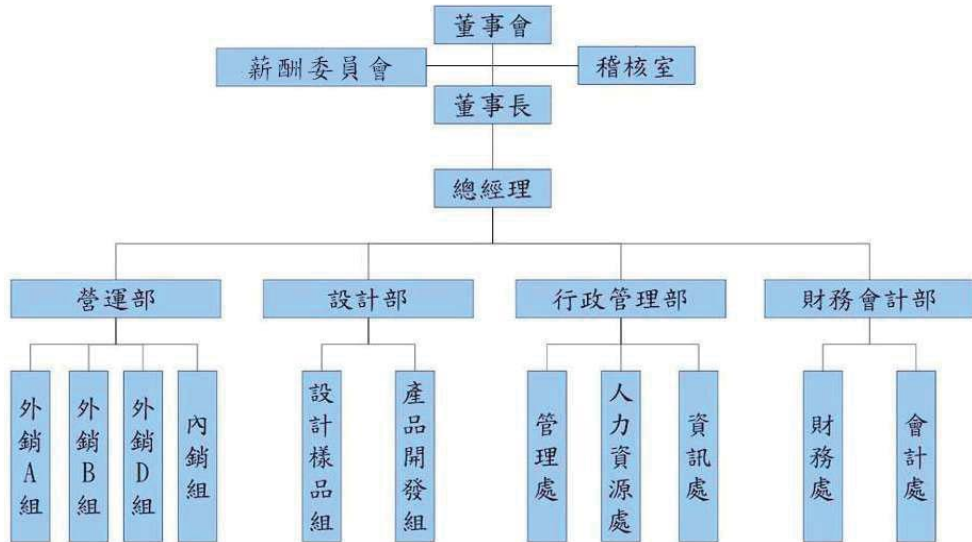 董事會
薪酬委員會
稽核室
董事長
總經理
營運部
設計部
行政管理部
財務會計部
外銷A組
外銷B組
外銷D組
內銷組
設計樣品組
產品開發組
管理處
人力資源處
資訊處
財務處
會計處